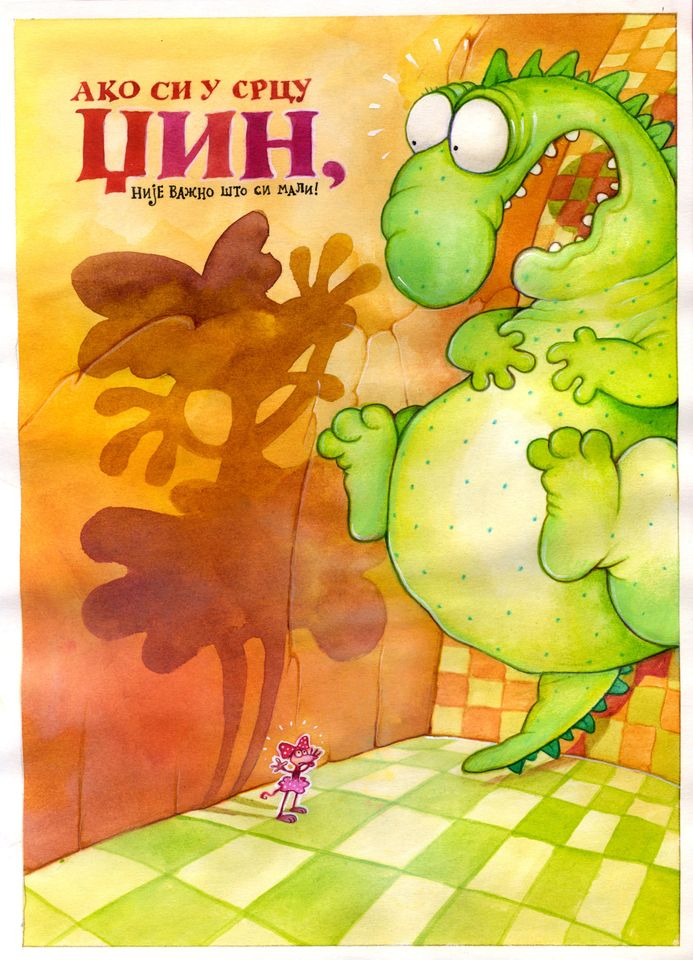 АКО СИ У СРЦУ
ЏИН,
НИЈЕ ВАЖНО ШТО СИ МАЛИ!